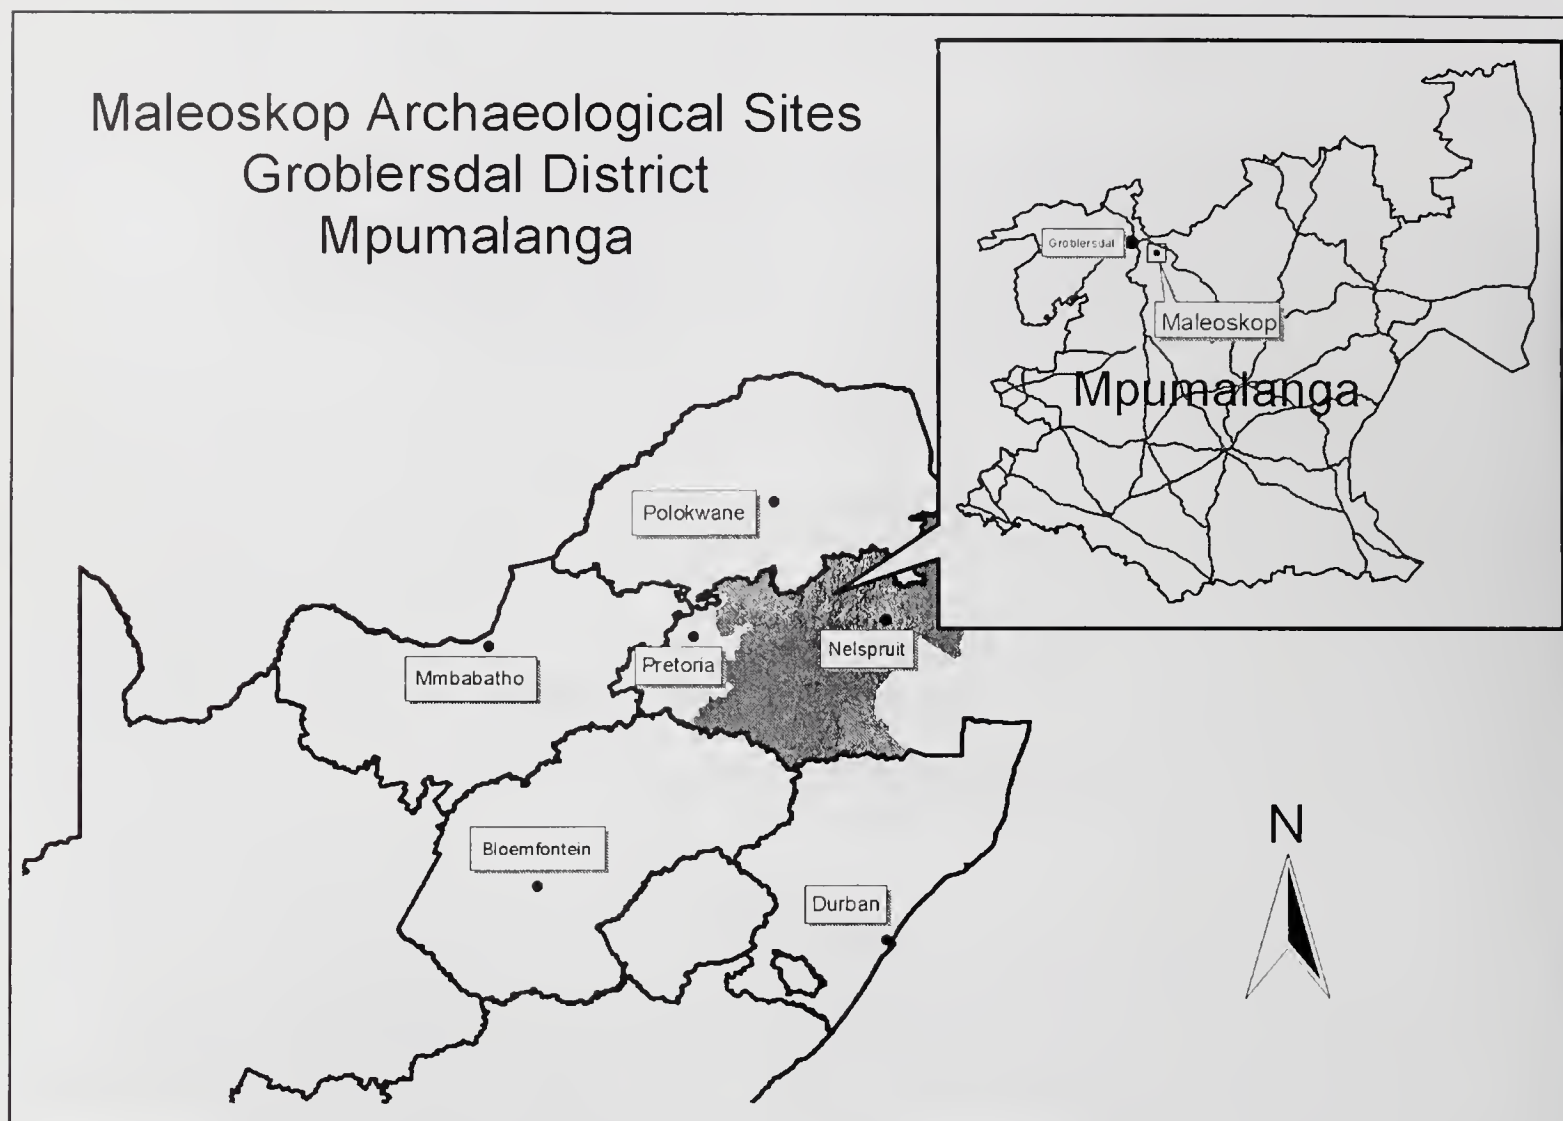 Maleoskop Archaeological Sites
Groblersdal District
Mpumalanga
Groblersdal
Maleoskop
Mpumalanga
Polokwane
Mmbabatho
Pretoria
Nelspruit
Bloemfontein
Durban
N